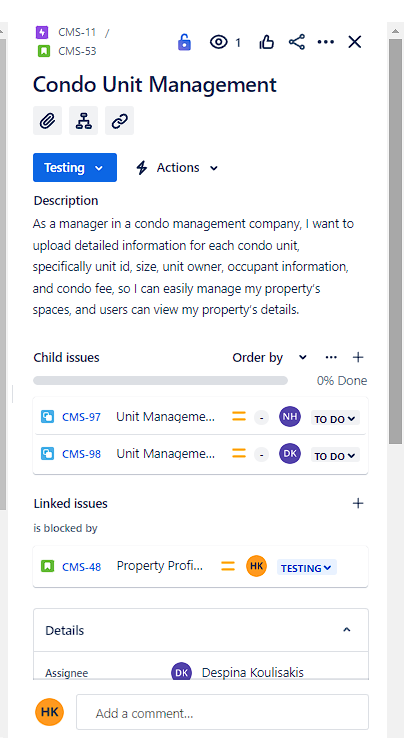 CMS-11 /
CMS-53
1
Condo Unit Management
Testing
Actions
Description
As a manager in a condo management company, I want to
upload detailed information for each condo unit,
specifically unit id, size, unit owner, occupant information,
and condo fee, so I can easily manage my property's
spaces, and users can view my property's details.
Child issues Order by
0% Done
CMS-97 Unit Manageme... - NH TO DO
CMS-98 Unit Manageme... - DK TO DO
Linked issues
is blocked by
CMS-48 Property Profi... HK TESTING
Details
Assignee DK Despina Koulisakis
HK Add a comment...